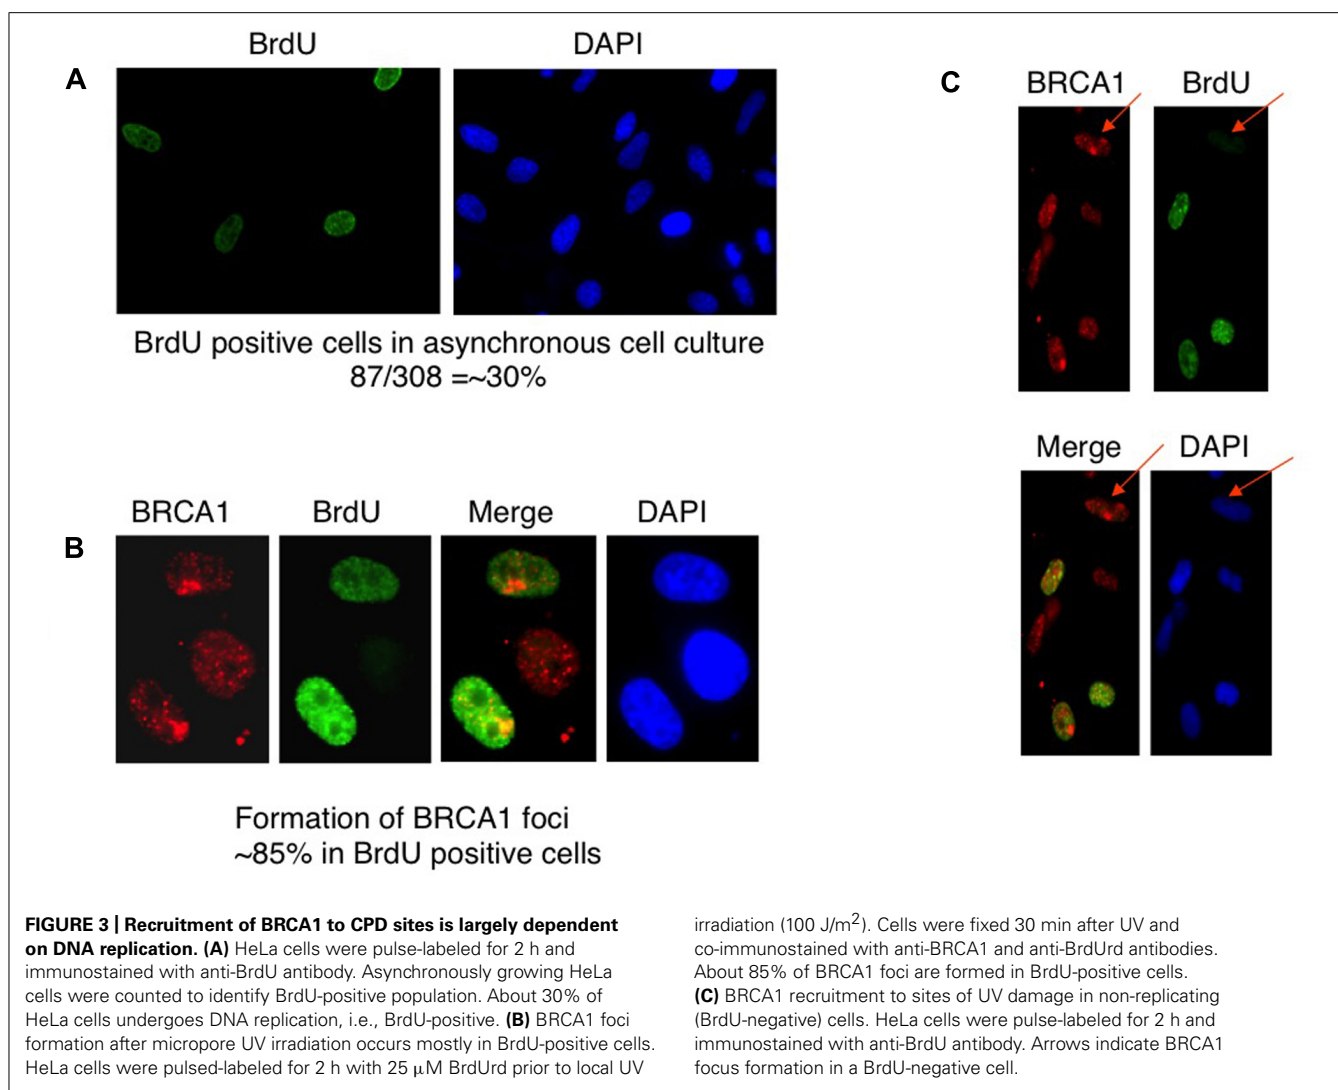 A
BrdU
DAPI
BrdU positive cells in asynchronous cell culture
87/308 =~30%
B
BRCA1
BrdU
Merge
DAPI
Formation of BRCA1 foci
~85% in BrdU positive cells
C
BRCA1
BrdU
Merge
DAPI
FIGURE 3 | Recruitment of BRCA1 to CPD sites is largely dependent
on DNA replication. (A) HeLa cells were pulse-labeled for 2 h and
immunostained with anti-BrdU antibody. Asynchronously growing HeLa
cells were counted to identify BrdU-positive population. About 30% of
HeLa cells undergoes DNA replication, i.e., BrdU-positive. (B) BRCA1 foci
formation after micropore UV irradiation occurs mostly in BrdU-positive cells.
HeLa cells were pulsed-labeled for 2 h with 25 μM BrdUrd prior to local UV
irradiation (100 J/m²). Cells were fixed 30 min after UV and
co-immunostained with anti-BRCA1 and anti-BrdUrd antibodies.
About 85% of BRCA1 foci are formed in BrdU-positive cells.
(C) BRCA1 recruitment to sites of UV damage in non-replicating
(BrdU-negative) cells. HeLa cells were pulse-labeled for 2 h and
immunostained with anti-BrdU antibody. Arrows indicate BRCA1
focus formation in a BrdU-negative cell.